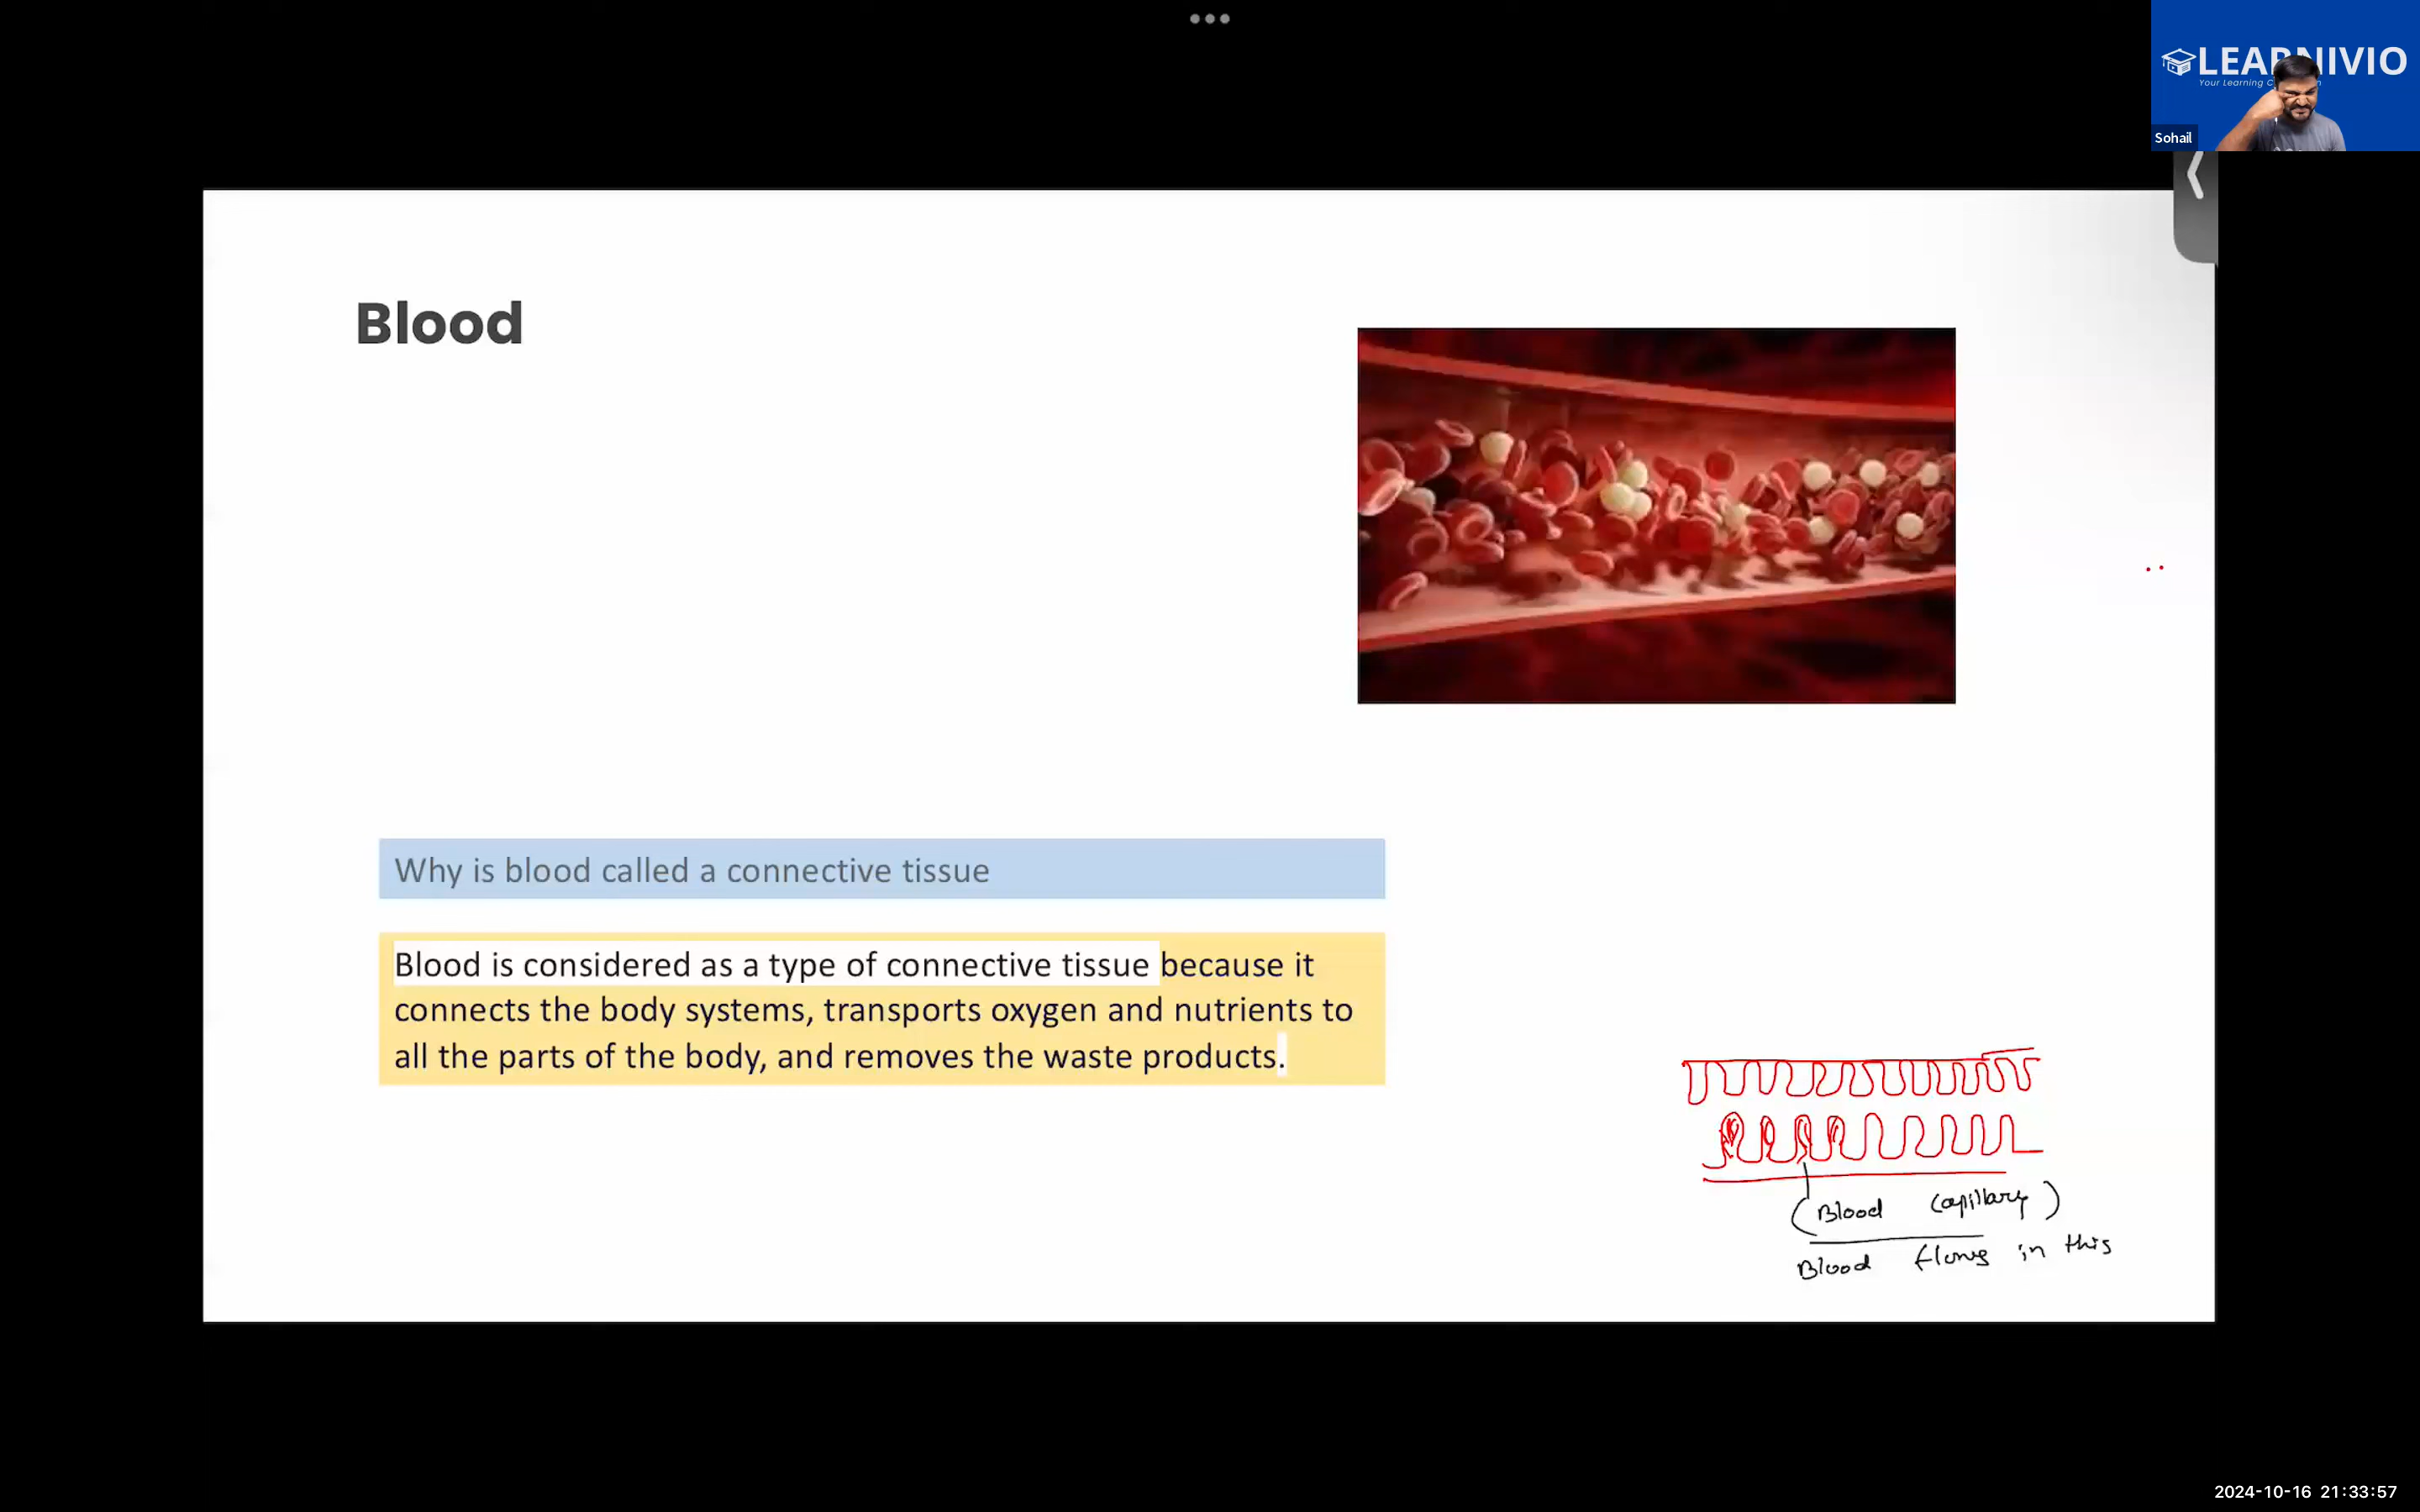 LEARNIVIO
Your Learning C
Sohail
Blood
Why is blood called a connective tissue
Blood is considered as a type of connective tissue because it
connects the body systems, transports oxygen and nutrients to
all the parts of the body, and removes the waste products.
(Blood Capillary)
Blood flows in this
2024-10-16 21:33:57